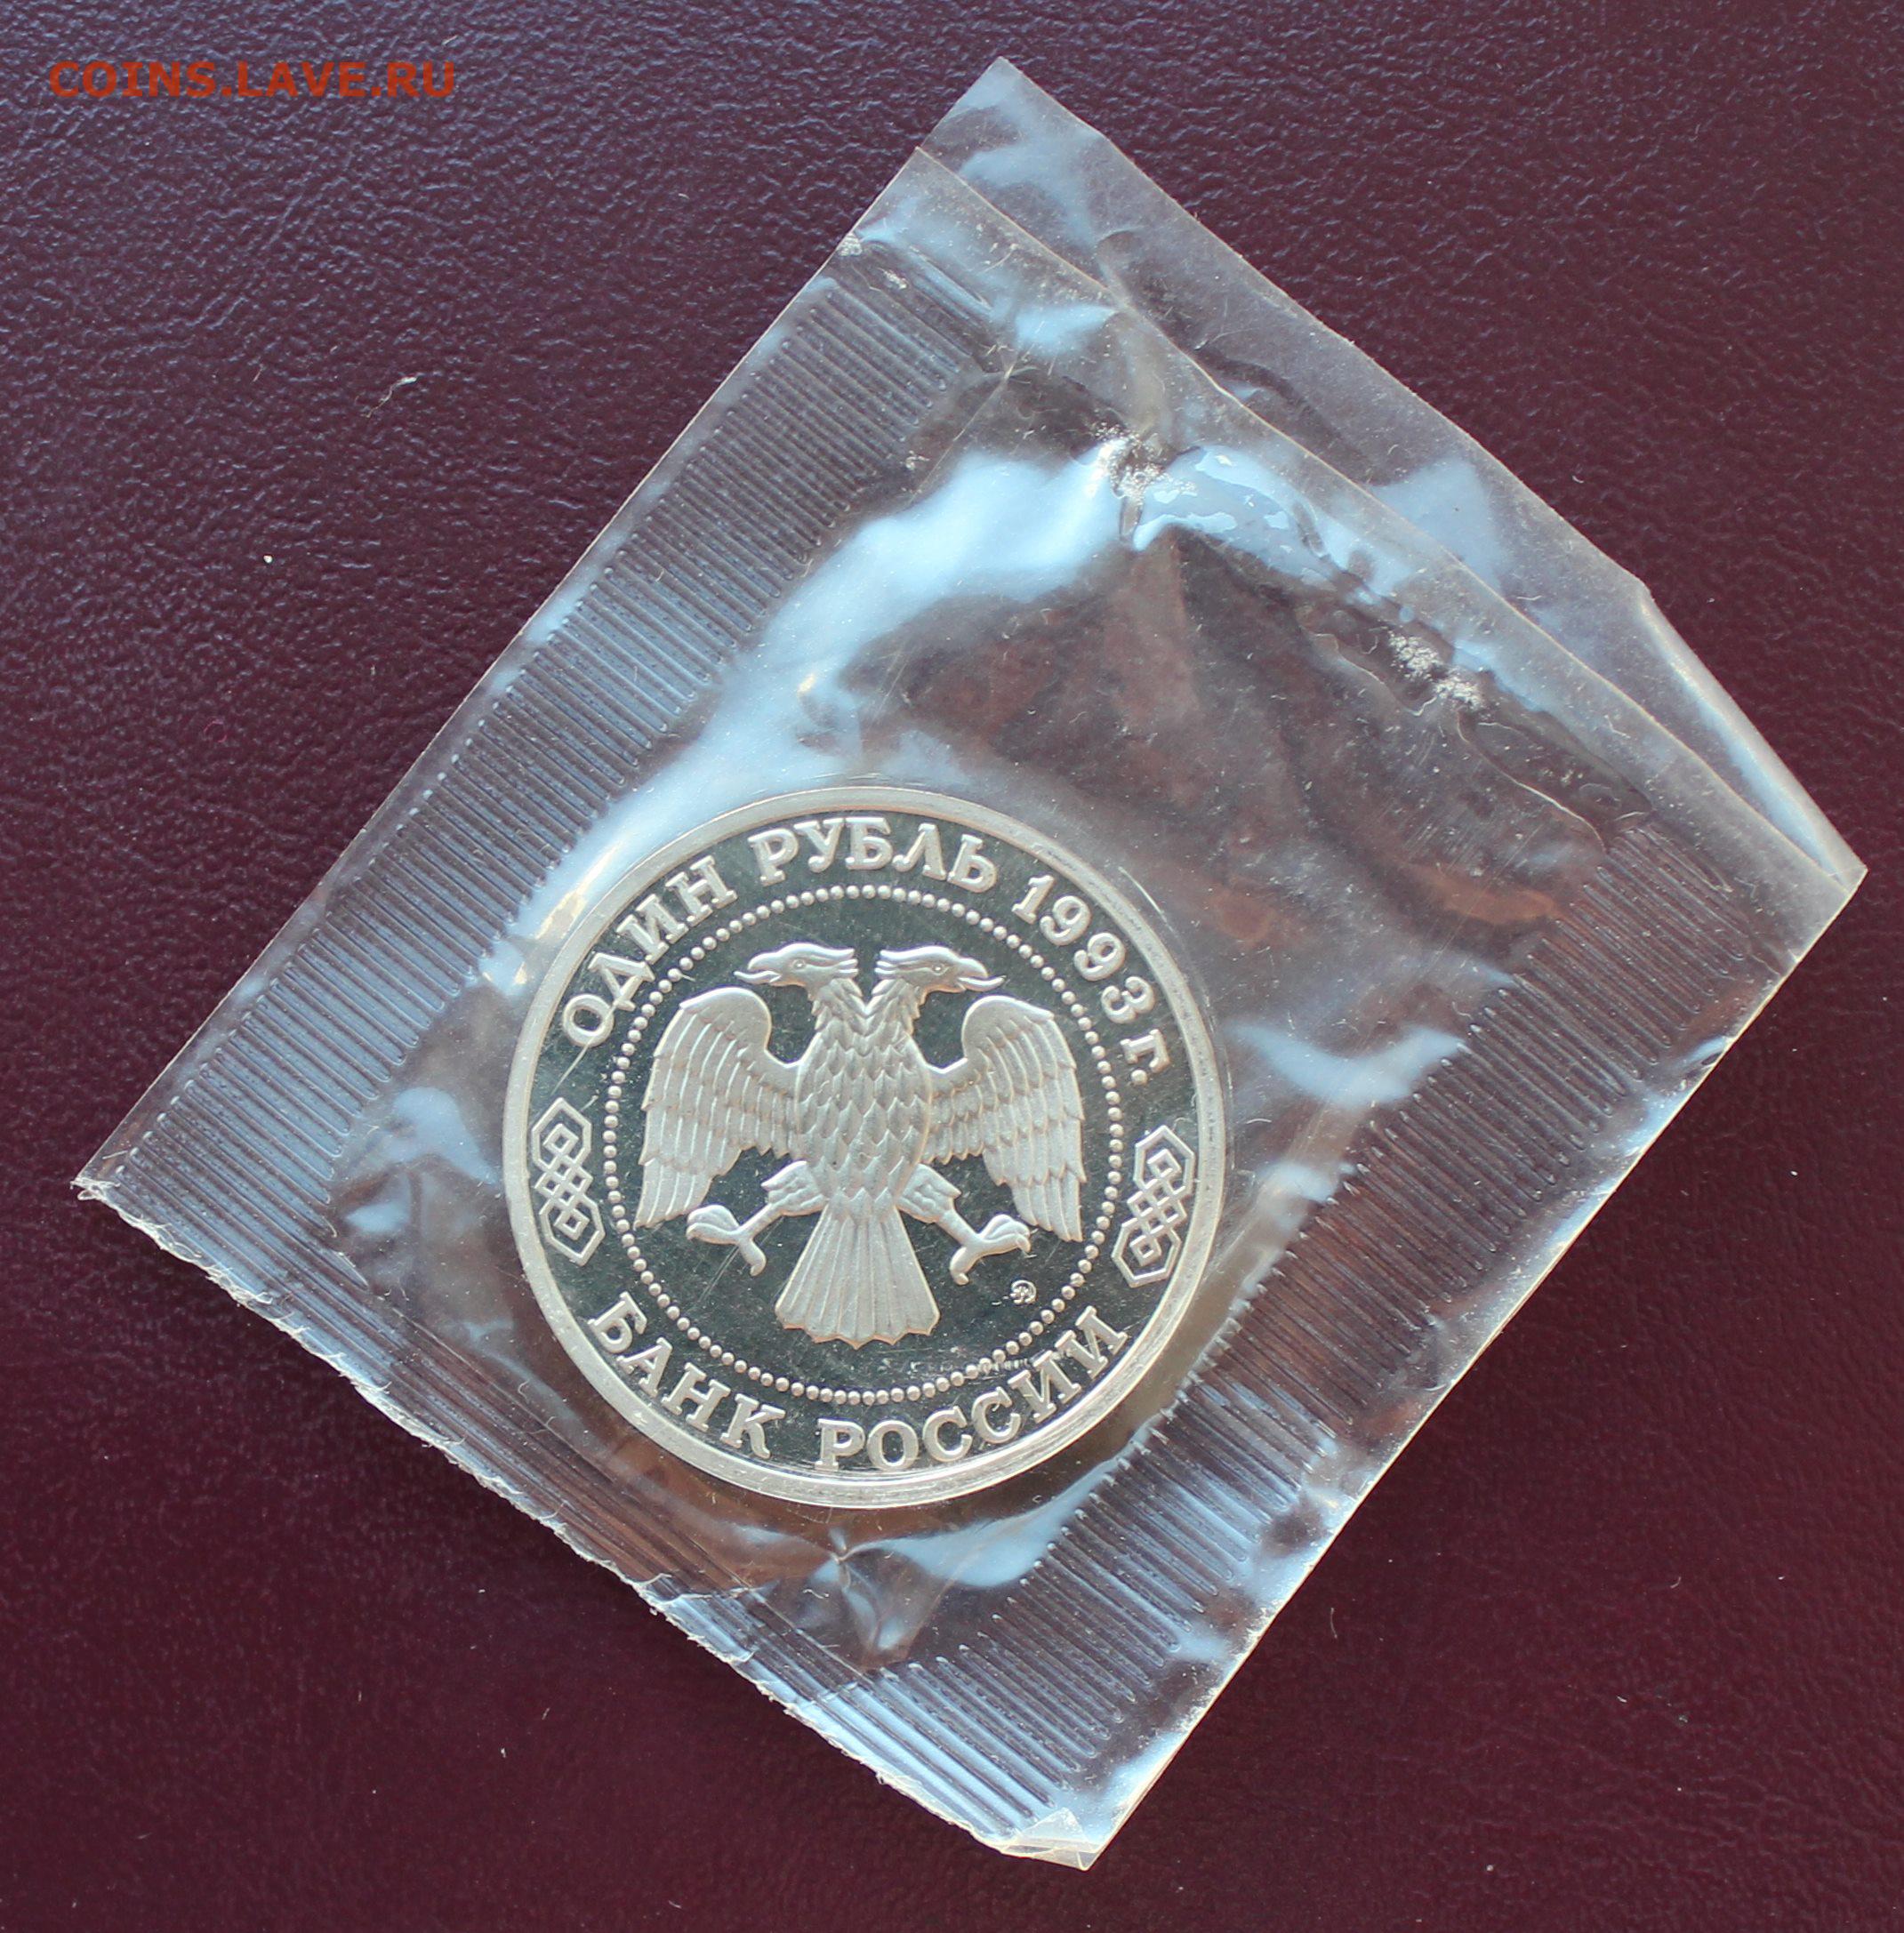 COINS.LAVE.RU
ОДИН РУБЛЬ 1993 г.
БАНК РОССИИ